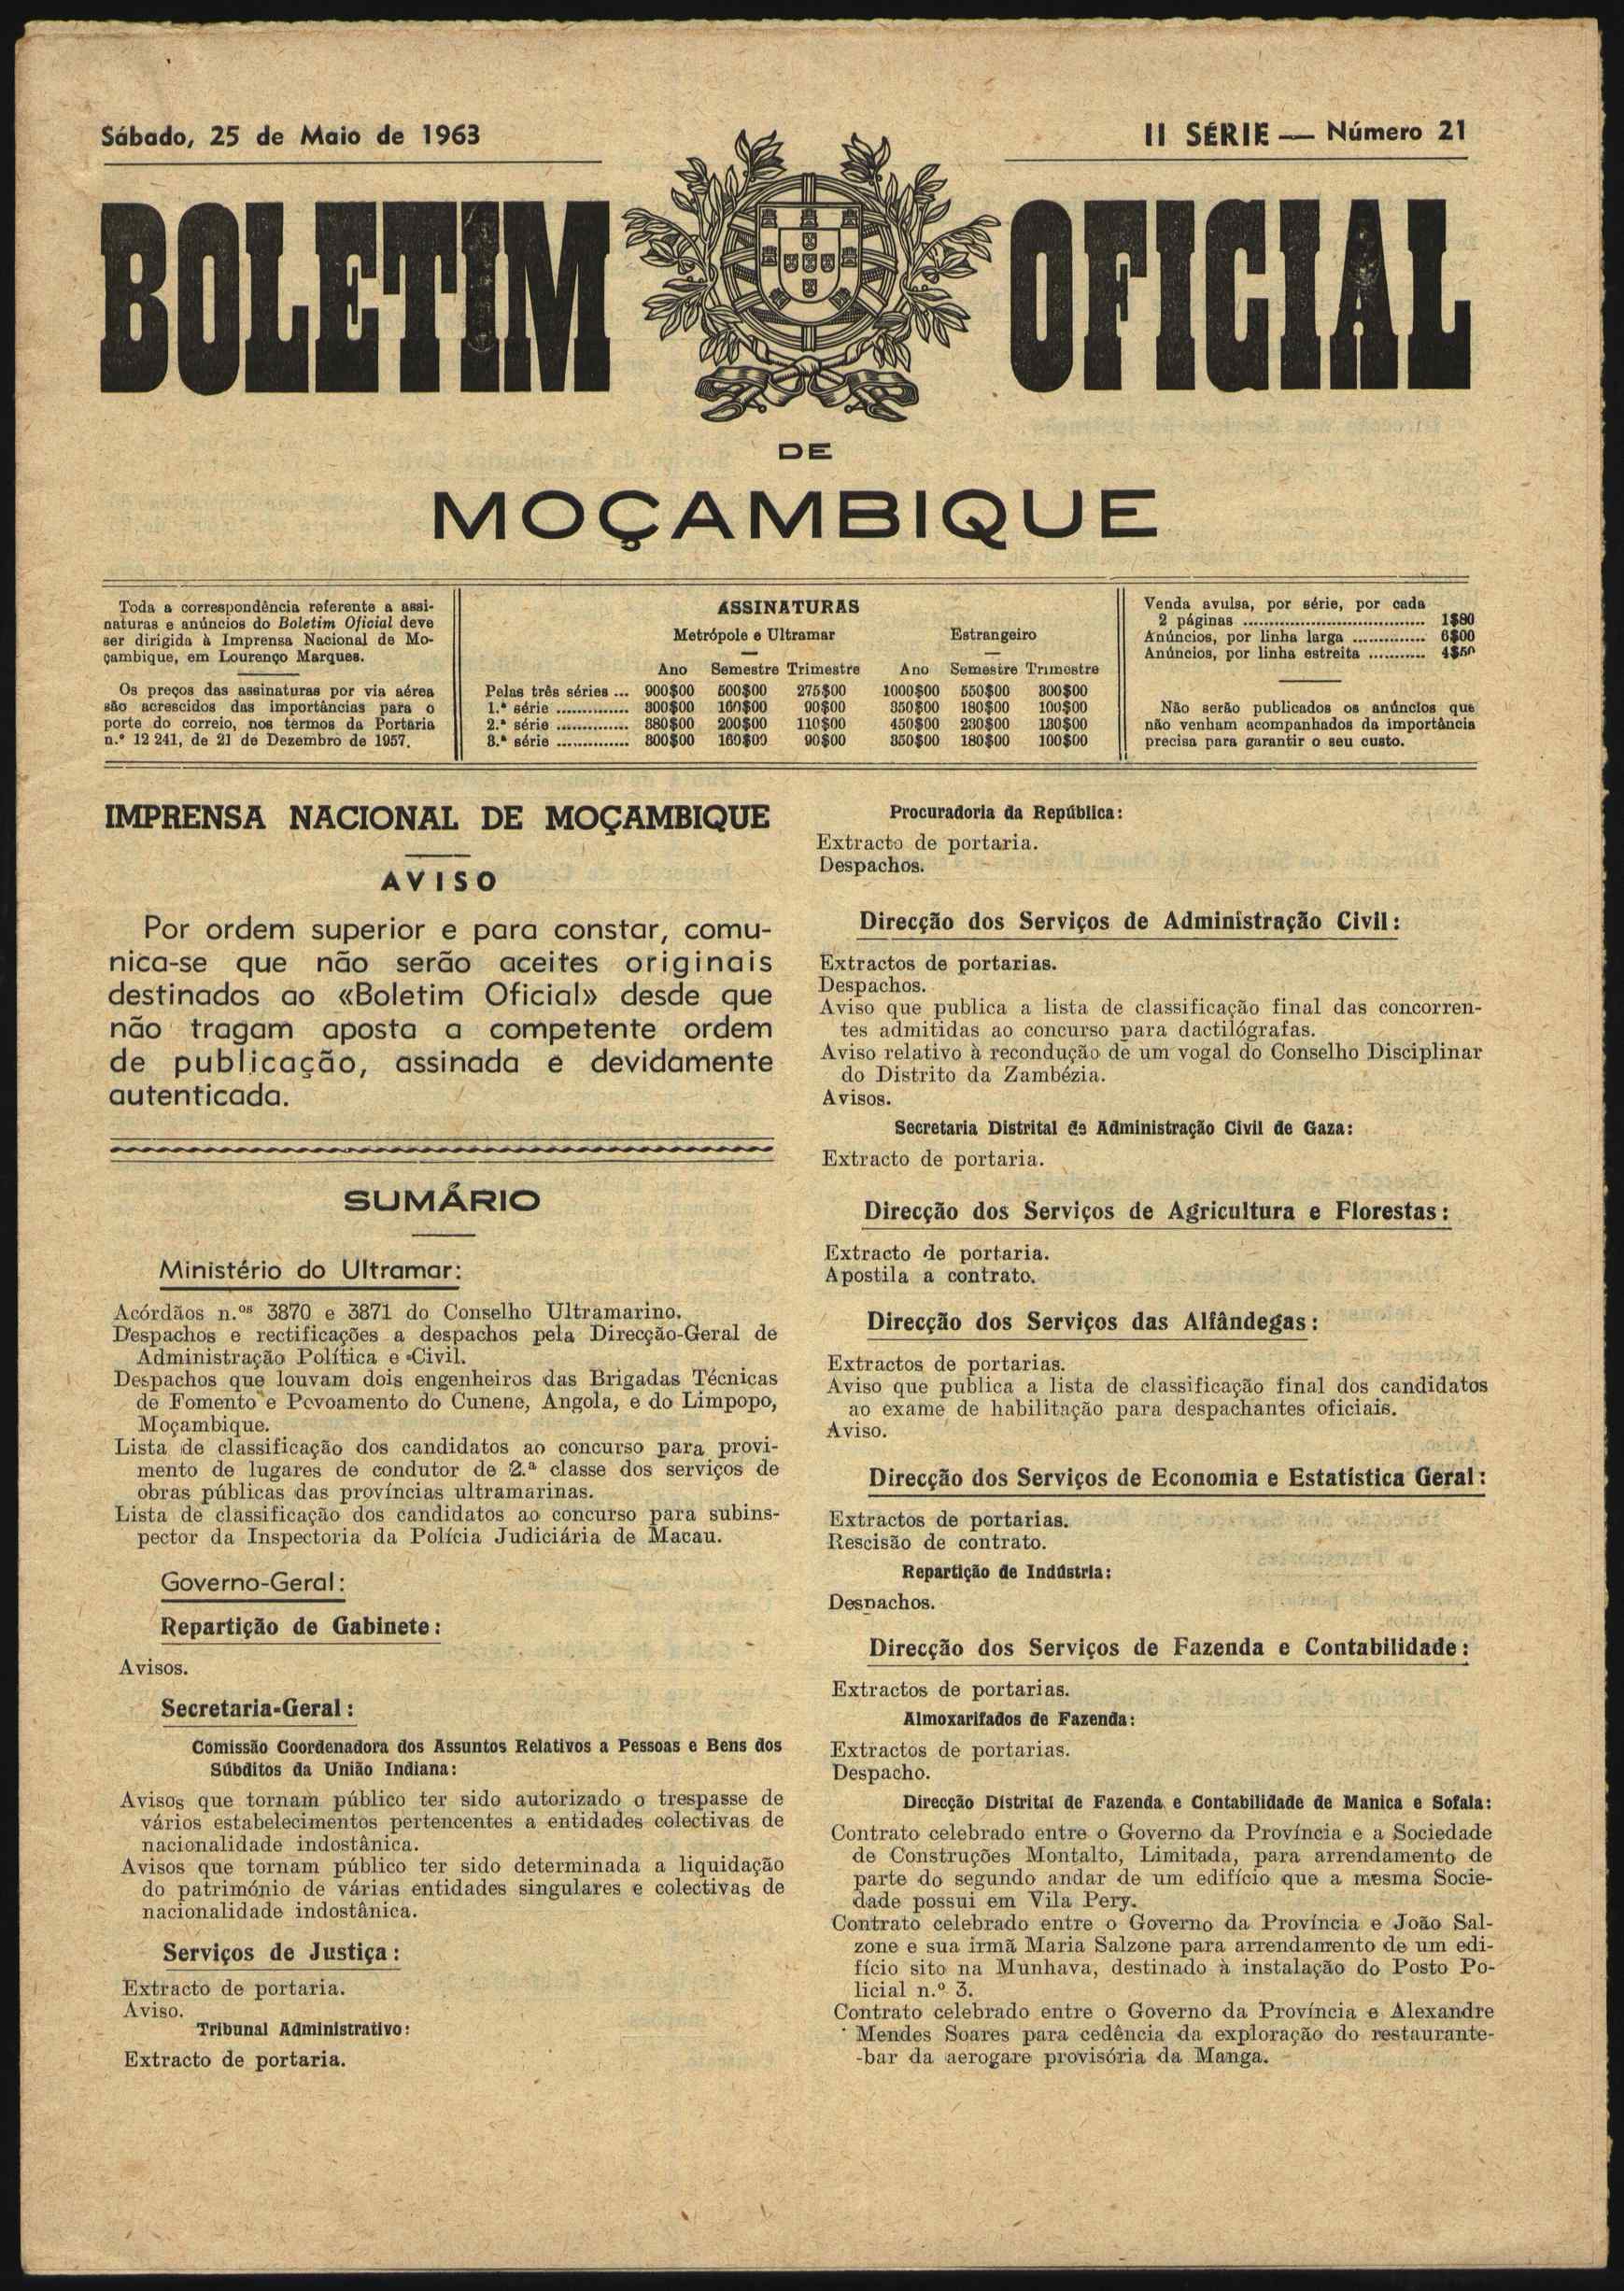 Sábado, 25 de Maio de 1963
II SÉRIE — Número 21
BOLETIM OFICIAL
DE
MOÇAMBIQUE
Toda a correspondência referente a assi-
naturas e anúncios do Boletim Oficial deve
ser dirigida à Imprensa Nacional de Mo-
çambique, em Lourenço Marques.
Os preços das assinaturas por via aérea
são acrescidos das importâncias para o
porte do correio, nos termos da Portaria
n.º 12 241, de 21 de Dezembro de 1957.
ASSINATURAS
Metrópole e Ultramar Estrangeiro
Ano Semestre Trimestre Ano Semestre Trimestre
Pelas três séries ... 900$00 500$00 275$00 1000$00 550$00 300$00
1.ª série ............. 300$00 160$00 90$00 350$00 180$00 100$00
2.ª série ............. 380$00 200$00 110$00 450$00 230$00 130$00
3.ª série ............. 300$00 160$00 90$00 350$00 180$00 100$00
Venda avulsa, por série, por cada
2 páginas ................................. 1$80
Anúncios, por linha larga ............. 6$00
Anúncios, por linha estreita .......... 4$50
Não serão publicados os anúncios que
não venham acompanhados da importância
precisa para garantir o seu custo.
IMPRENSA NACIONAL DE MOÇAMBIQUE
AVISO
Por ordem superior e para constar, comu-
nica-se que não serão aceites originais
destinados ao «Boletim Oficial» desde que
não tragam aposta a competente ordem
de publicação, assinada e devidamente
autenticada.
SUMÁRIO
Ministério do Ultramar:
Acórdãos n.os 3870 e 3871 do Conselho Ultramarino.
Despachos e rectificações a despachos pela Direcção-Geral de
Administração Política e Civil.
Despachos que louvam dois engenheiros das Brigadas Técnicas
de Fomento e Povoamento do Cunene, Angola, e do Limpopo,
Moçambique.
Lista de classificação dos candidatos ao concurso para provi-
mento de lugares de condutor de 2.ª classe dos serviços de
obras públicas das províncias ultramarinas.
Lista de classificação dos candidatos ao concurso para subins-
pector da Inspectoria da Polícia Judiciária de Macau.
Governo-Geral:
Repartição de Gabinete:
Avisos.
Secretaria-Geral:
Comissão Coordenadora dos Assuntos Relativos a Pessoas e Bens dos
Súbditos da União Indiana:
Avisos que tornam público ter sido autorizado o trespasse de
vários estabelecimentos pertencentes a entidades colectivas de
nacionalidade indostânica.
Avisos que tornam público ter sido determinada a liquidação
do património de várias entidades singulares e colectivas de
nacionalidade indostânica.
Serviços de Justiça:
Extracto de portaria.
Aviso.
Tribunal Administrativo:
Extracto de portaria.
Procuradoria da República:
Extracto de portaria.
Despachos.
Direcção dos Serviços de Administração Civil:
Extractos de portarias.
Despachos.
Aviso que publica a lista de classificação final das concorren-
tes admitidas ao concurso para dactilógrafas.
Aviso relativo à recondução de um vogal do Conselho Disciplinar
do Distrito da Zambézia.
Avisos.
Secretaria Distrital de Administração Civil de Gaza:
Extracto de portaria.
Direcção dos Serviços de Agricultura e Florestas:
Extracto de portaria.
Apostila a contrato.
Direcção dos Serviços das Alfândegas:
Extractos de portarias.
Aviso que publica a lista de classificação final dos candidatos
ao exame de habilitação para despachantes oficiais.
Aviso.
Direcção dos Serviços de Economia e Estatística Geral:
Extractos de portarias.
Rescisão de contrato.
Repartição de Indústria:
Despachos.
Direcção dos Serviços de Fazenda e Contabilidade:
Extractos de portarias.
Almoxarifados de Fazenda:
Extractos de portarias.
Despacho.
Direcção Distrital de Fazenda e Contabilidade de Manica e Sofala:
Contrato celebrado entre o Governo da Província e a Sociedade
de Construções Montalto, Limitada, para arrendamento de
parte do segundo andar de um edifício que a mesma Socie-
dade possui em Vila Pery.
Contrato celebrado entre o Governo da Província e João Sal-
zone e sua irmã Maria Salzone para arrendamento de um edi-
fício sito na Munhava, destinado à instalação do Posto Po-
licial n.º 3.
Contrato celebrado entre o Governo da Província e Alexandre
Mendes Soares para cedência da exploração do restaurante-
-bar da aerogare provisória da Manga.